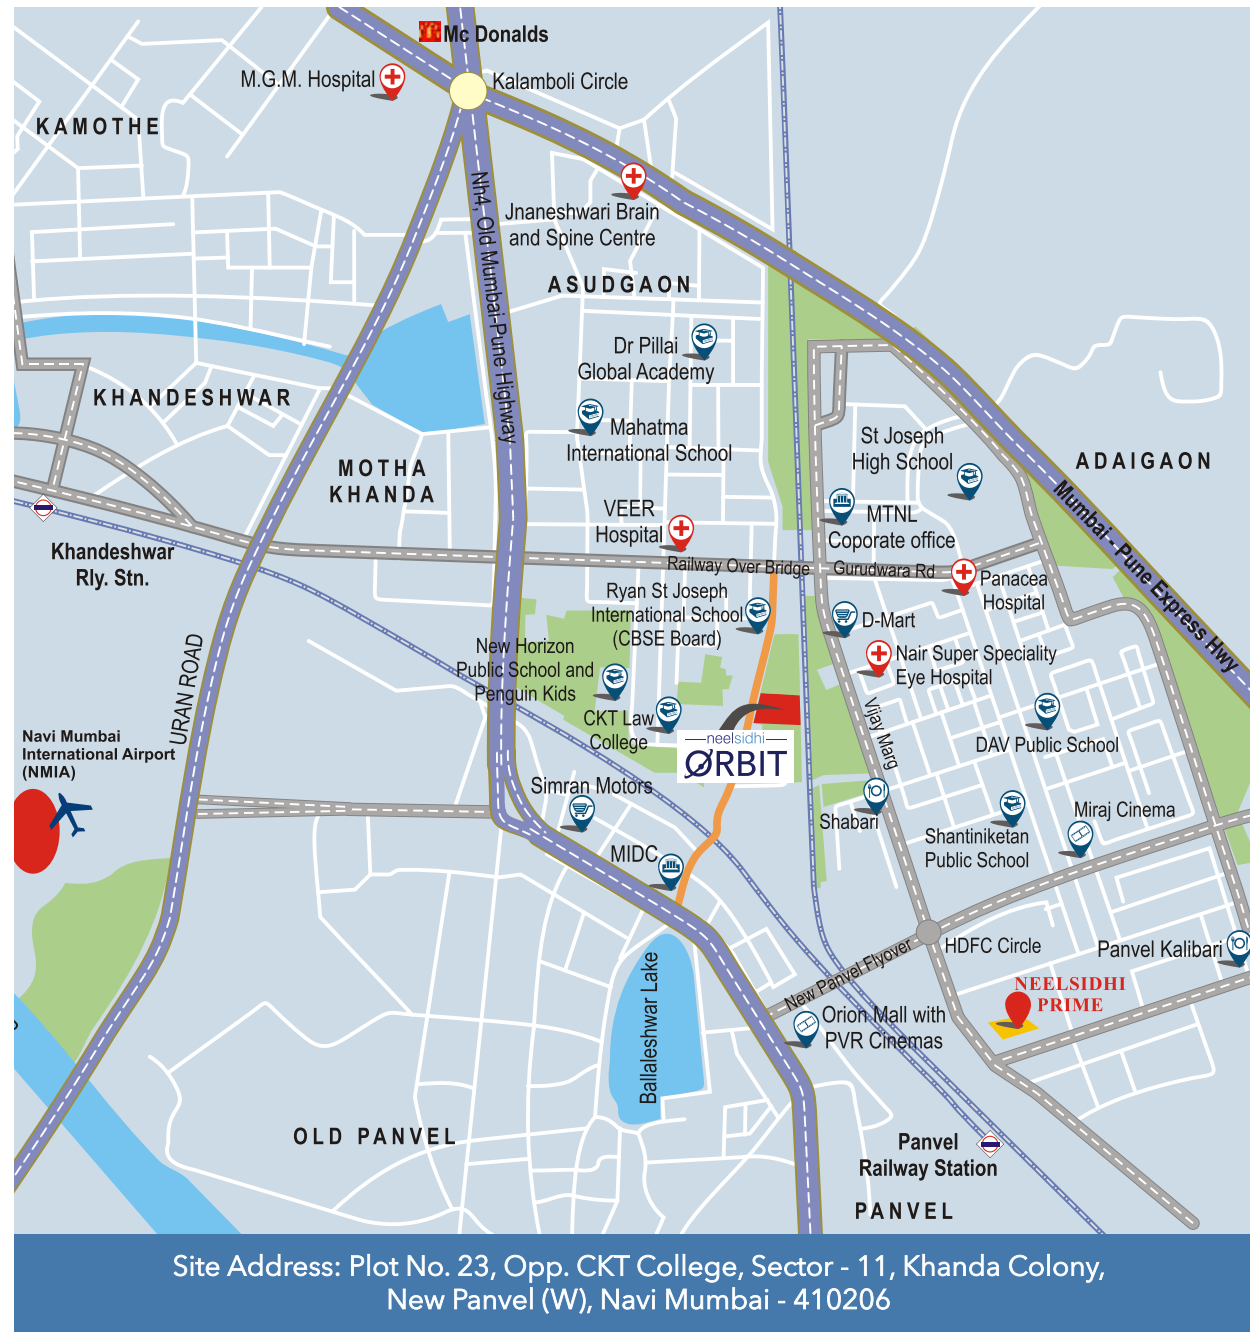 Mc Donalds
M.G.M. Hospital
Kalamboli Circle
KAMOTHE
Nh4, Old Mumbai-Pune Highway
Jnaneshwari Brain
and Spine Centre
ASUDGAON
Dr Pillai
Global Academy
KHANDESHWAR
Mahatma
International School
St Joseph
High School
ADAIGAON
MOTHA
KHANDA
Mumbai - Pune Express Hwy
VEER
Hospital
MTNL
Coporate office
Khandeshwar
Rly. Stn.
Railway Over Bridge
Gurudwara Rd
Panacea
Hospital
Ryan St Joseph
International School
(CBSE Board)
D-Mart
New Horizon
Public School and
Penguin Kids
Nair Super Speciality
Eye Hospital
URAN ROAD
Vijay Marg
CKT Law
College
DAV Public School
Navi Mumbai
International Airport
(NMIA)
neelsidhi
ORBIT
Simran Motors
Shabari
Shantiniketan
Public School
Miraj Cinema
MIDC
HDFC Circle
Panvel Kalibari
New Panvel Flyover
Ballaleshwar Lake
NEELSIDHI
PRIME
Orion Mall with
PVR Cinemas
OLD PANVEL
Panvel
Railway Station
PANVEL
Site Address: Plot No. 23, Opp. CKT College, Sector - 11, Khanda Colony,
New Panvel (W), Navi Mumbai - 410206